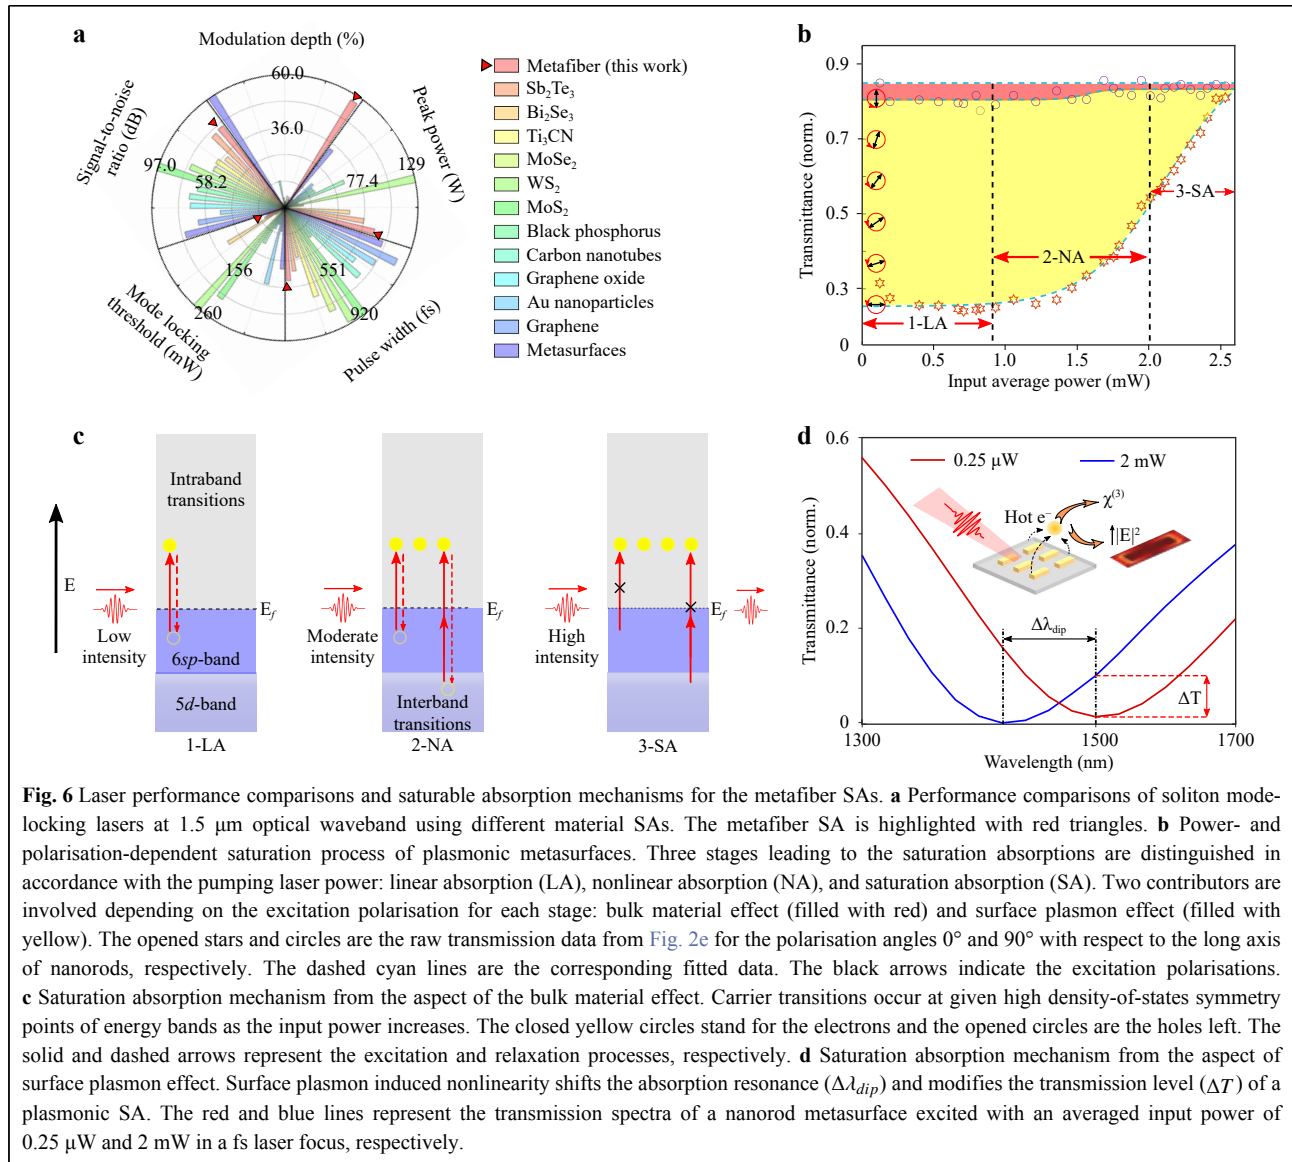 a
Modulation depth (%)
Signal-to-noise
ratio (dB)
Peak power (W)
Mode locking
threshold (mW)
Pulse width (fs)
60.0
36.0
129
77.4
97.0
58.2
156
260
551
920
Metafiber (this work)
Sb₂Te₃
Bi₂Se₃
Ti₃CN
MoSe₂
WS₂
MoS₂
Black phosphorus
Carbon nanotubes
Graphene oxide
Au nanoparticles
Graphene
Metasurfaces
b
Transmittance (norm.)
0.9
0.7
0.5
0.3
0
3-SA
2-NA
1-LA
0 0.5 1.0 1.5 2.0 2.5
Input average power (mW)
c
E
Intraband
transitions
E_f
Low
intensity
6sp-band
5d-band
1-LA
Moderate
intensity
E_f
Interband
transitions
2-NA
High
intensity
E_f
3-SA
d
Transmittance (norm.)
0.6
0.4
0.2
0
0.25 μW
2 mW
Hot e⁻
χ⁽³⁾
↑|E|²
Δλ_dip
ΔT
1300 1500 1700
Wavelength (nm)
Fig. 6 Laser performance comparisons and saturable absorption mechanisms for the metafiber SAs. a Performance comparisons of soliton mode-
locking lasers at 1.5 μm optical waveband using different material SAs. The metafiber SA is highlighted with red triangles. b Power- and
polarisation-dependent saturation process of plasmonic metasurfaces. Three stages leading to the saturation absorptions are distinguished in
accordance with the pumping laser power: linear absorption (LA), nonlinear absorption (NA), and saturation absorption (SA). Two contributors are
involved depending on the excitation polarisation for each stage: bulk material effect (filled with red) and surface plasmon effect (filled with
yellow). The opened stars and circles are the raw transmission data from Fig. 2e for the polarisation angles 0° and 90° with respect to the long axis
of nanorods, respectively. The dashed cyan lines are the corresponding fitted data. The black arrows indicate the excitation polarisations.
c Saturation absorption mechanism from the aspect of the bulk material effect. Carrier transitions occur at given high density-of-states symmetry
points of energy bands as the input power increases. The closed yellow circles stand for the electrons and the opened circles are the holes left. The
solid and dashed arrows represent the excitation and relaxation processes, respectively. d Saturation absorption mechanism from the aspect of
surface plasmon effect. Surface plasmon induced nonlinearity shifts the absorption resonance (Δλ_dip) and modifies the transmission level (ΔT) of a
plasmonic SA. The red and blue lines represent the transmission spectra of a nanorod metasurface excited with an averaged input power of
0.25 μW and 2 mW in a fs laser focus, respectively.